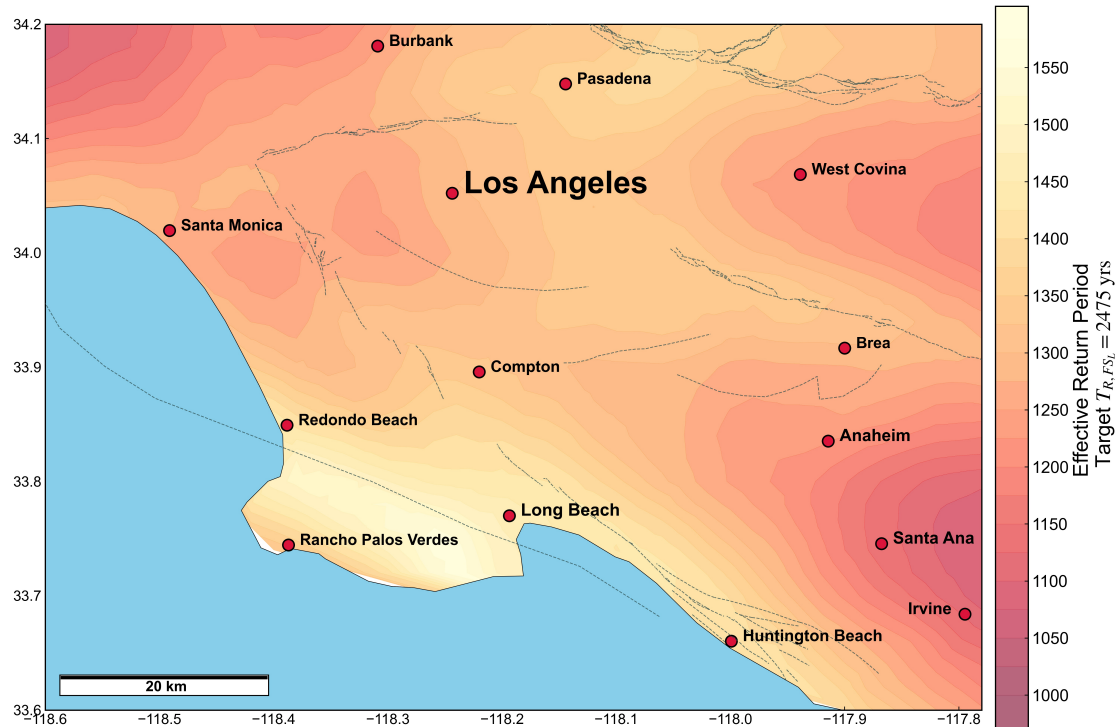 34.2
34.1
34.0
33.9
33.8
33.7
33.6
−118.6
−118.5
−118.4
−118.3
−118.2
−118.1
−118.0
−117.9
−117.8
Burbank
Pasadena
Los Angeles
West Covina
Santa Monica
Compton
Brea
Redondo Beach
Anaheim
Long Beach
Rancho Palos Verdes
Santa Ana
Irvine
Huntington Beach
20 km
1550
1500
1450
1400
1350
1300
1250
1200
1150
1100
1050
1000
Effective Return Period
Target T_{R,FS_L} = 2475 yrs